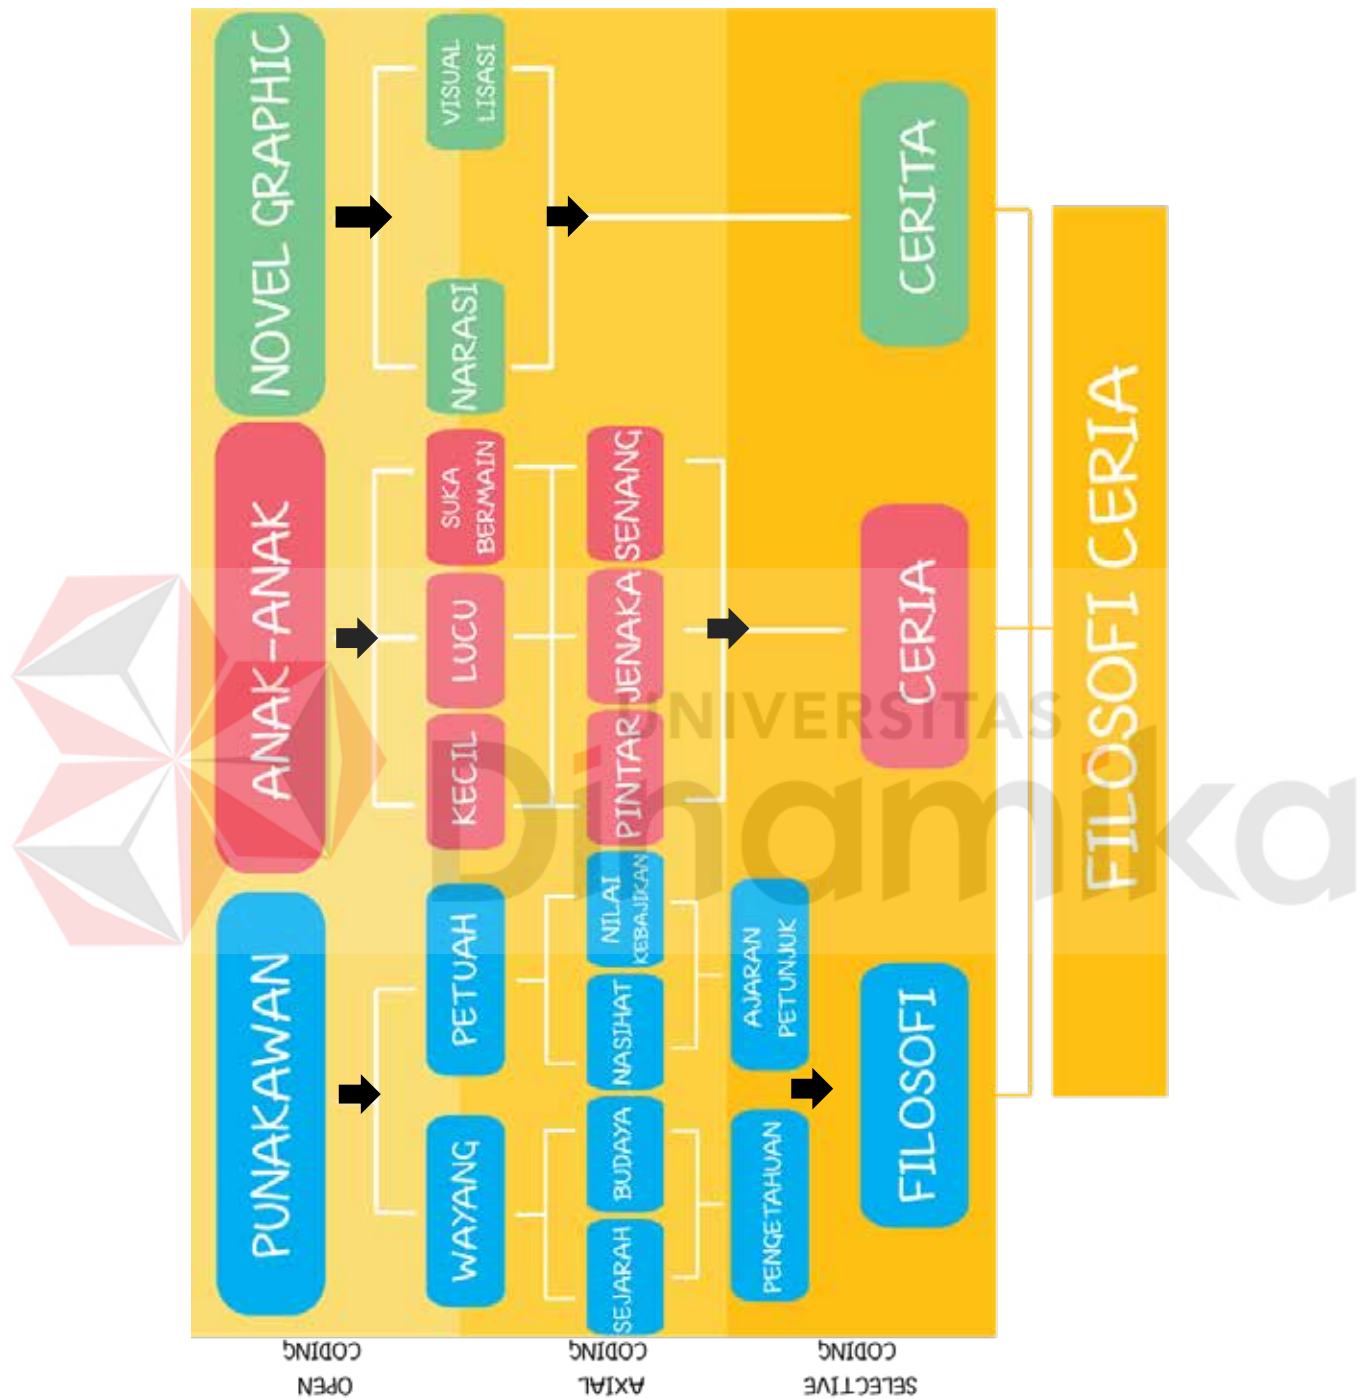 PUNAKAWAN
ANAK-ANAK
NOVEL GRAPHIC
WAYANG
PETUAH
KECIL
LUCU
SUKA
BERMAIN
NARASI
VISUAL
LISASI
SEJARAH
BUDAYA
NASIHAT
NILAI
KEBAJIKAN
PINTAR
JENAKA
SENANG
PENGETAHUAN
AJARAN
PETUNJUK
FILOSOFI
CERIA
CERITA
FILOSOFI CERIA
OPEN
CODING
AXIAL
CODING
SELECTIVE
CODING
UNIVERSITAS
Dinamika